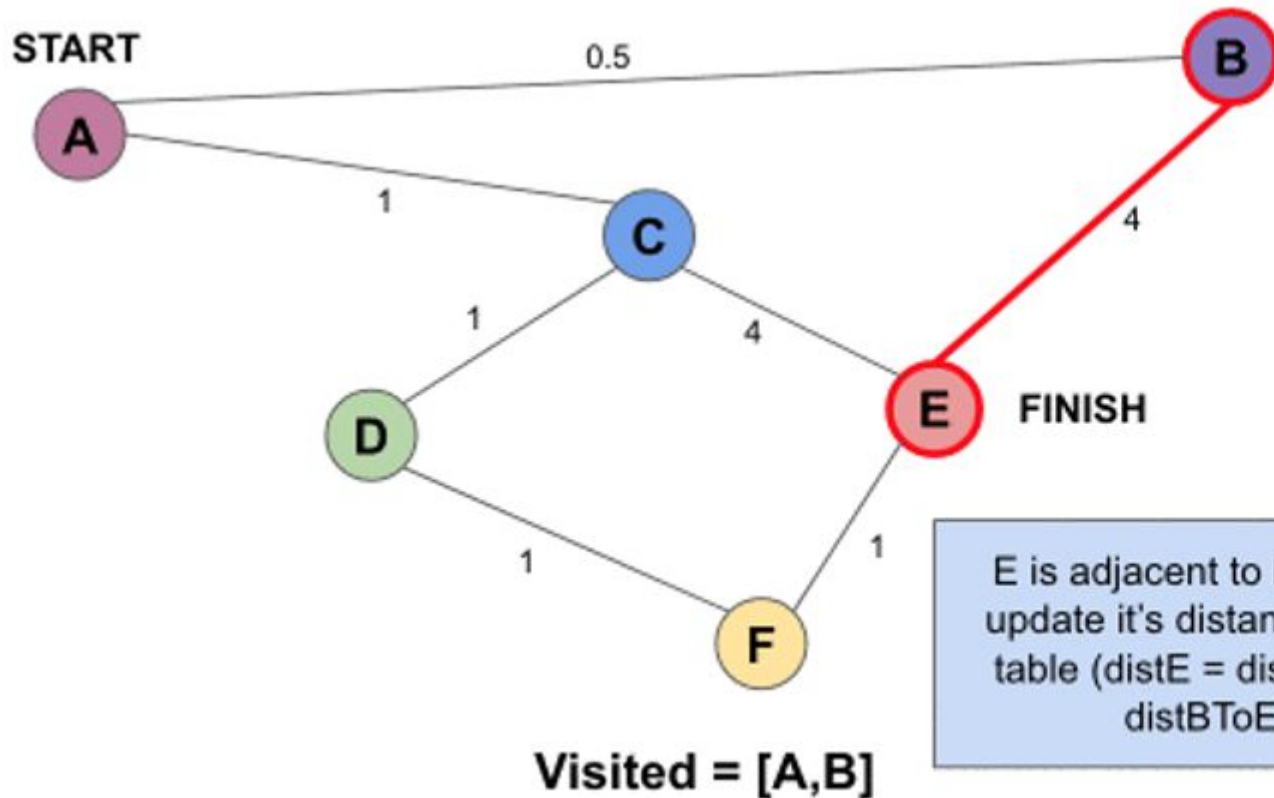 START
0.5
B
A
1
C
4
1
4
D
E
FINISH
1
1
E is adjacent to
update it's distan
table (distE = dis
distBToE
F
Visited = [A,B]